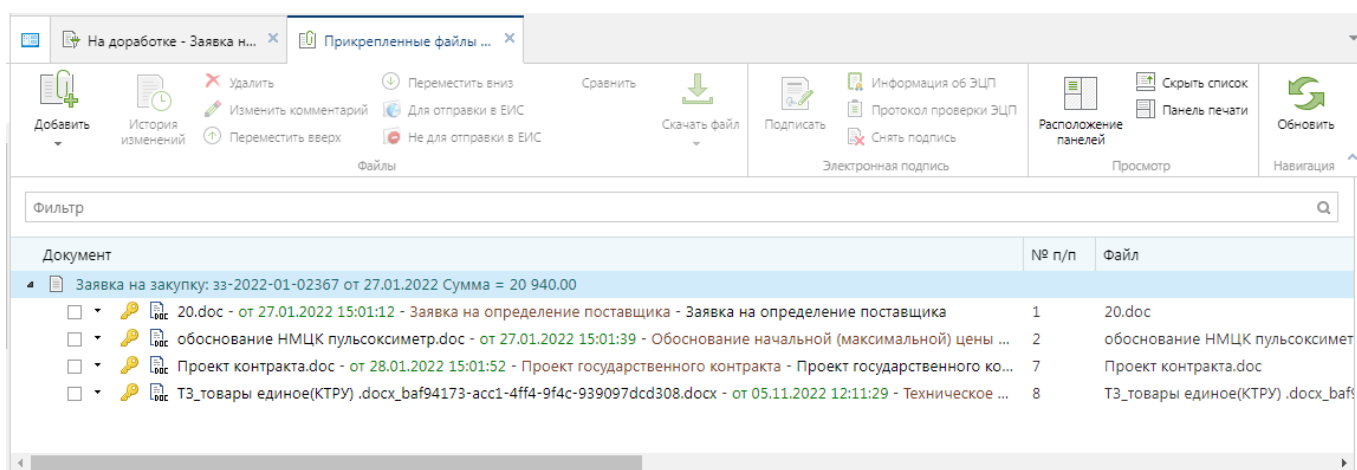 На доработке - Заявка н...
Прикрепленные файлы ...
Добавить
История изменений
Удалить
Изменить комментарий
Переместить вверх
Переместить вниз
Для отправки в ЕИС
Не для отправки в ЕИС
Сравнить
Скачать файл
Файлы
Подписать
Информация об ЭЦП
Протокол проверки ЭЦП
Снять подпись
Электронная подпись
Расположение панелей
Скрыть список
Панель печати
Просмотр
Обновить
Навигация
Фильтр
Документ № п/п Файл
Заявка на закупку: зз-2022-01-02367 от 27.01.2022 Сумма = 20 940.00
20.doc - от 27.01.2022 15:01:12 - Заявка на определение поставщика - Заявка на определение поставщика 1 20.doc
обоснование НМЦК пульсоксиметр.doc - от 27.01.2022 15:01:39 - Обоснование начальной (максимальной) цены ... 2 обоснование НМЦК пульсоксимет
Проект контракта.doc - от 28.01.2022 15:01:52 - Проект государственного контракта - Проект государственного ко... 7 Проект контракта.doc
ТЗ_товары единое(КТРУ) .docx_baf94173-acc1-4ff4-9f4c-939097dcd308.docx - от 05.11.2022 12:11:29 - Техническое ... 8 ТЗ_товары единое(КТРУ) .docx_baf9